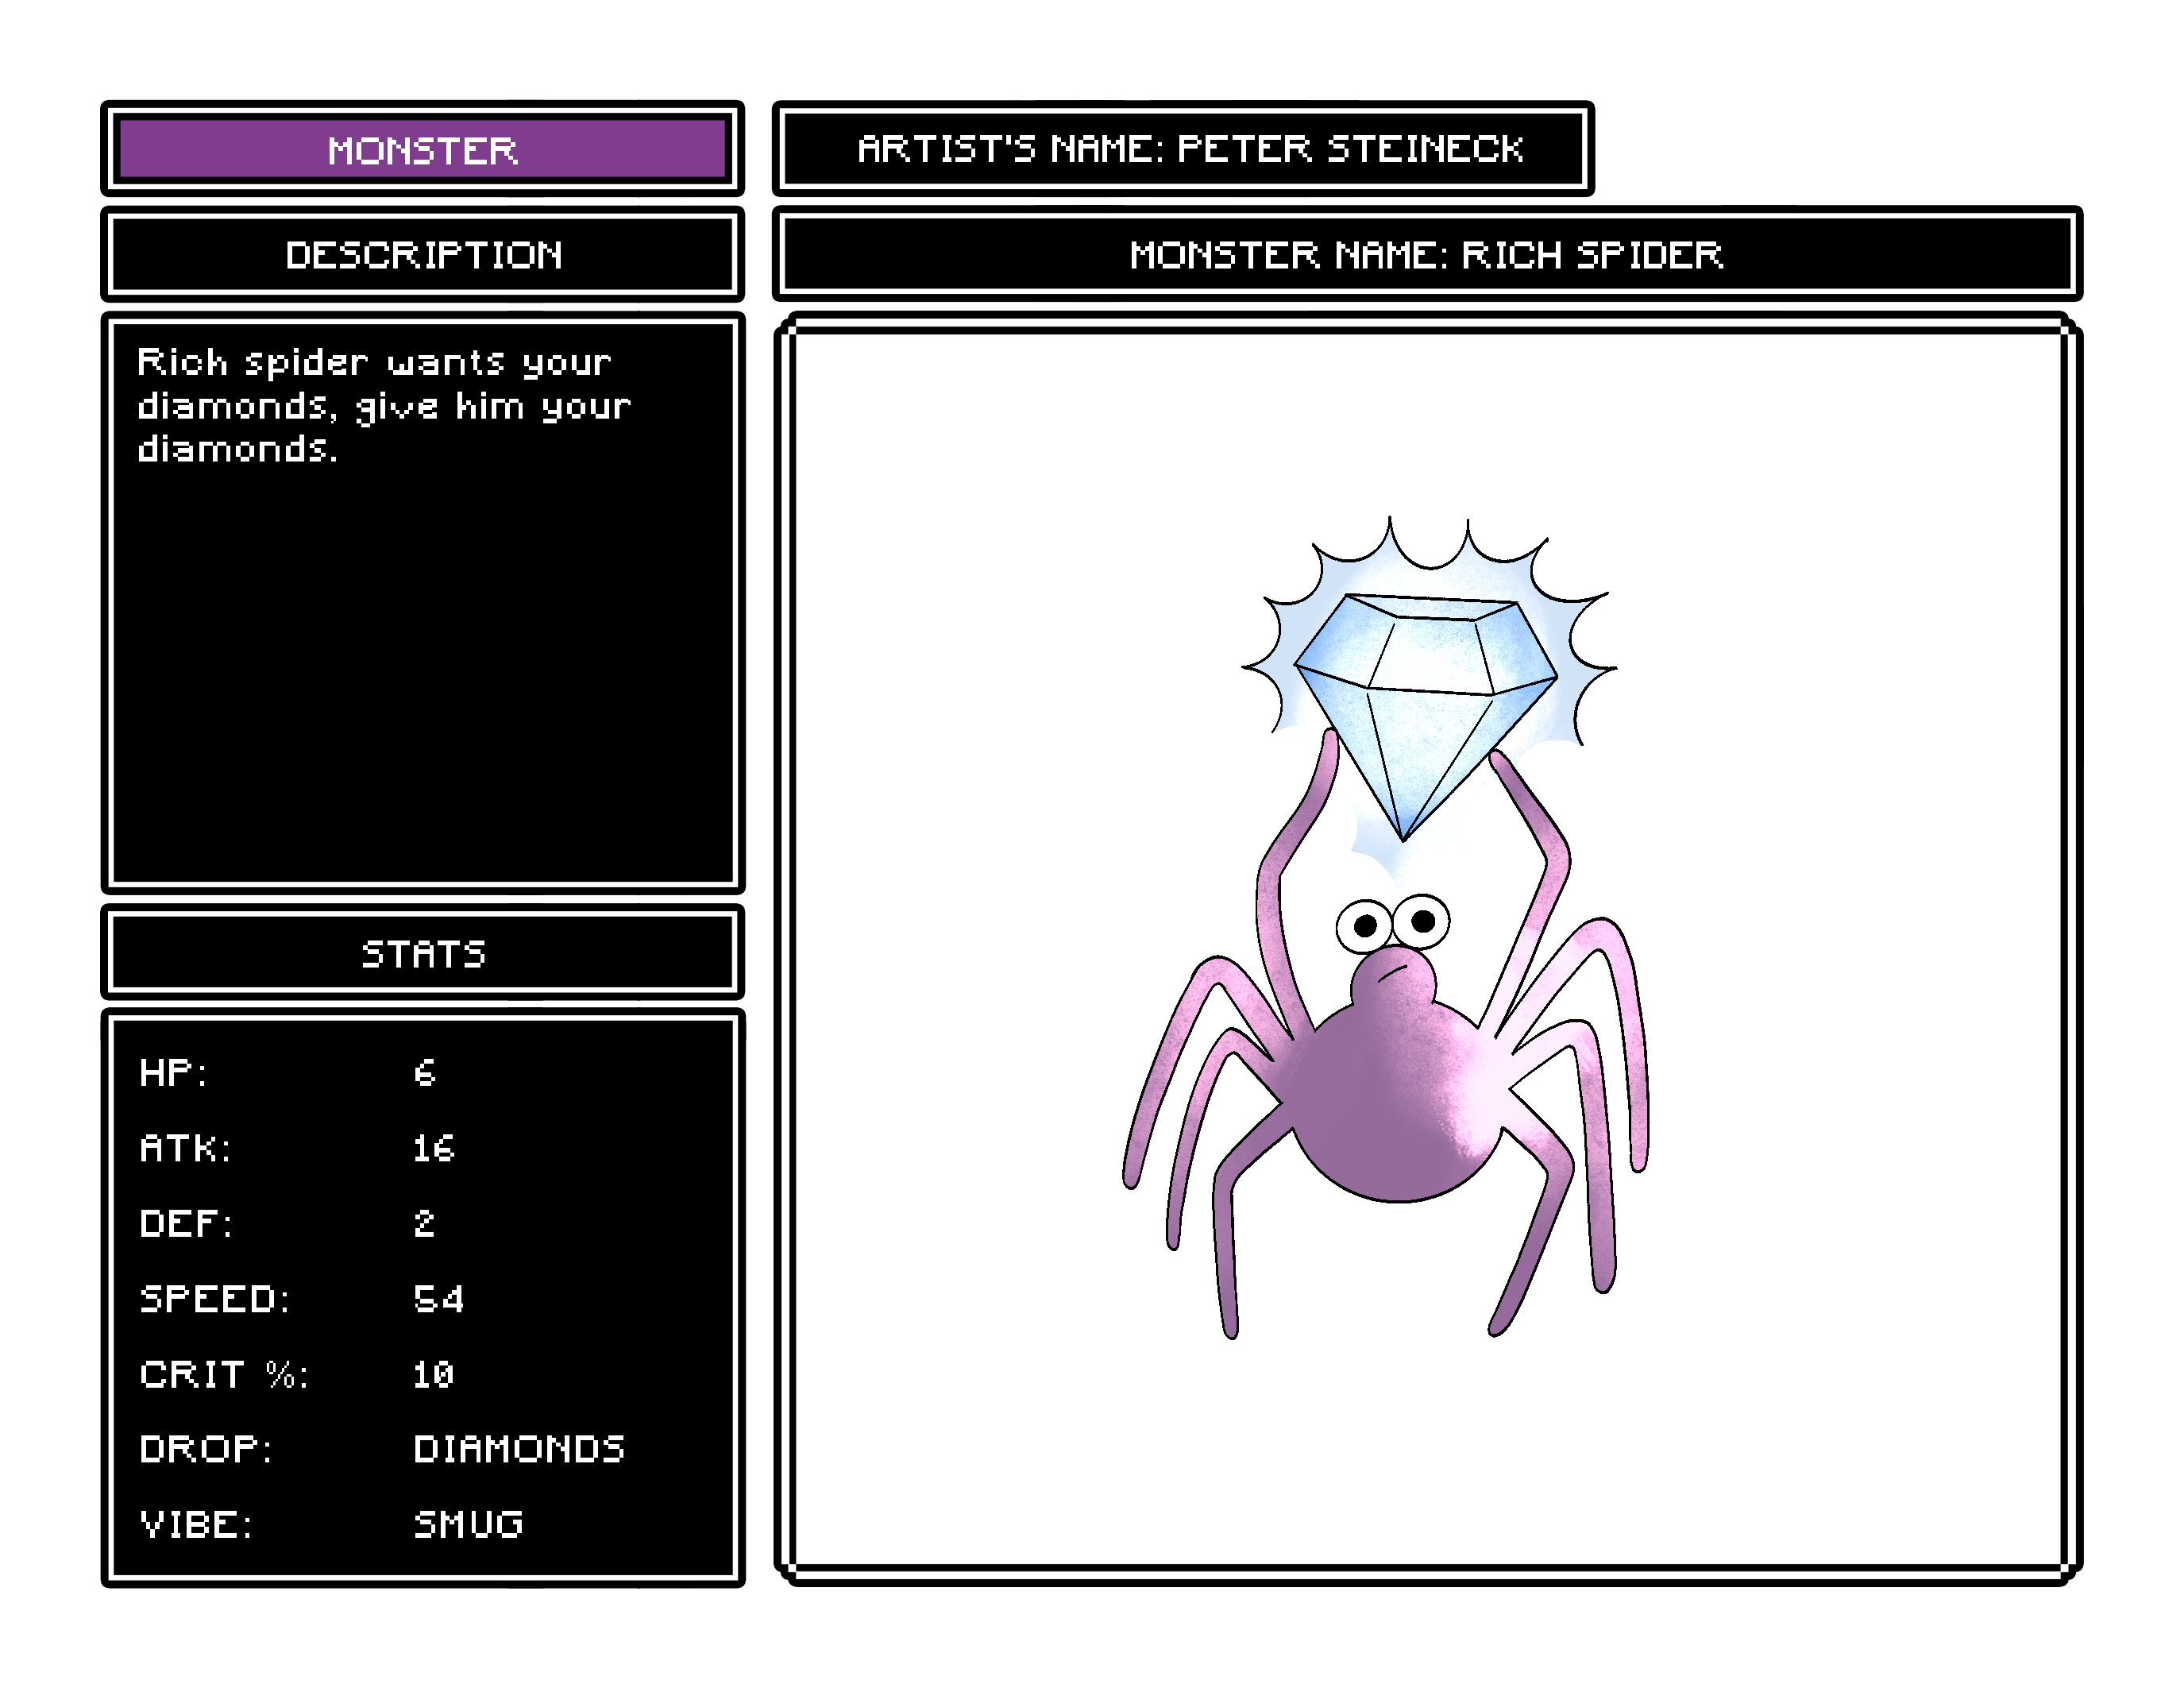 MONSTER
ARTIST'S NAME: PETER STEINECK
DESCRIPTION
MONSTER NAME: RICH SPIDER
Rich spider wants your
diamonds, give him your
diamonds.
STATS
HP: 6
ATK: 16
DEF: 2
SPEED: 54
CRIT %: 10
DROP: DIAMONDS
VIBE: SMUG